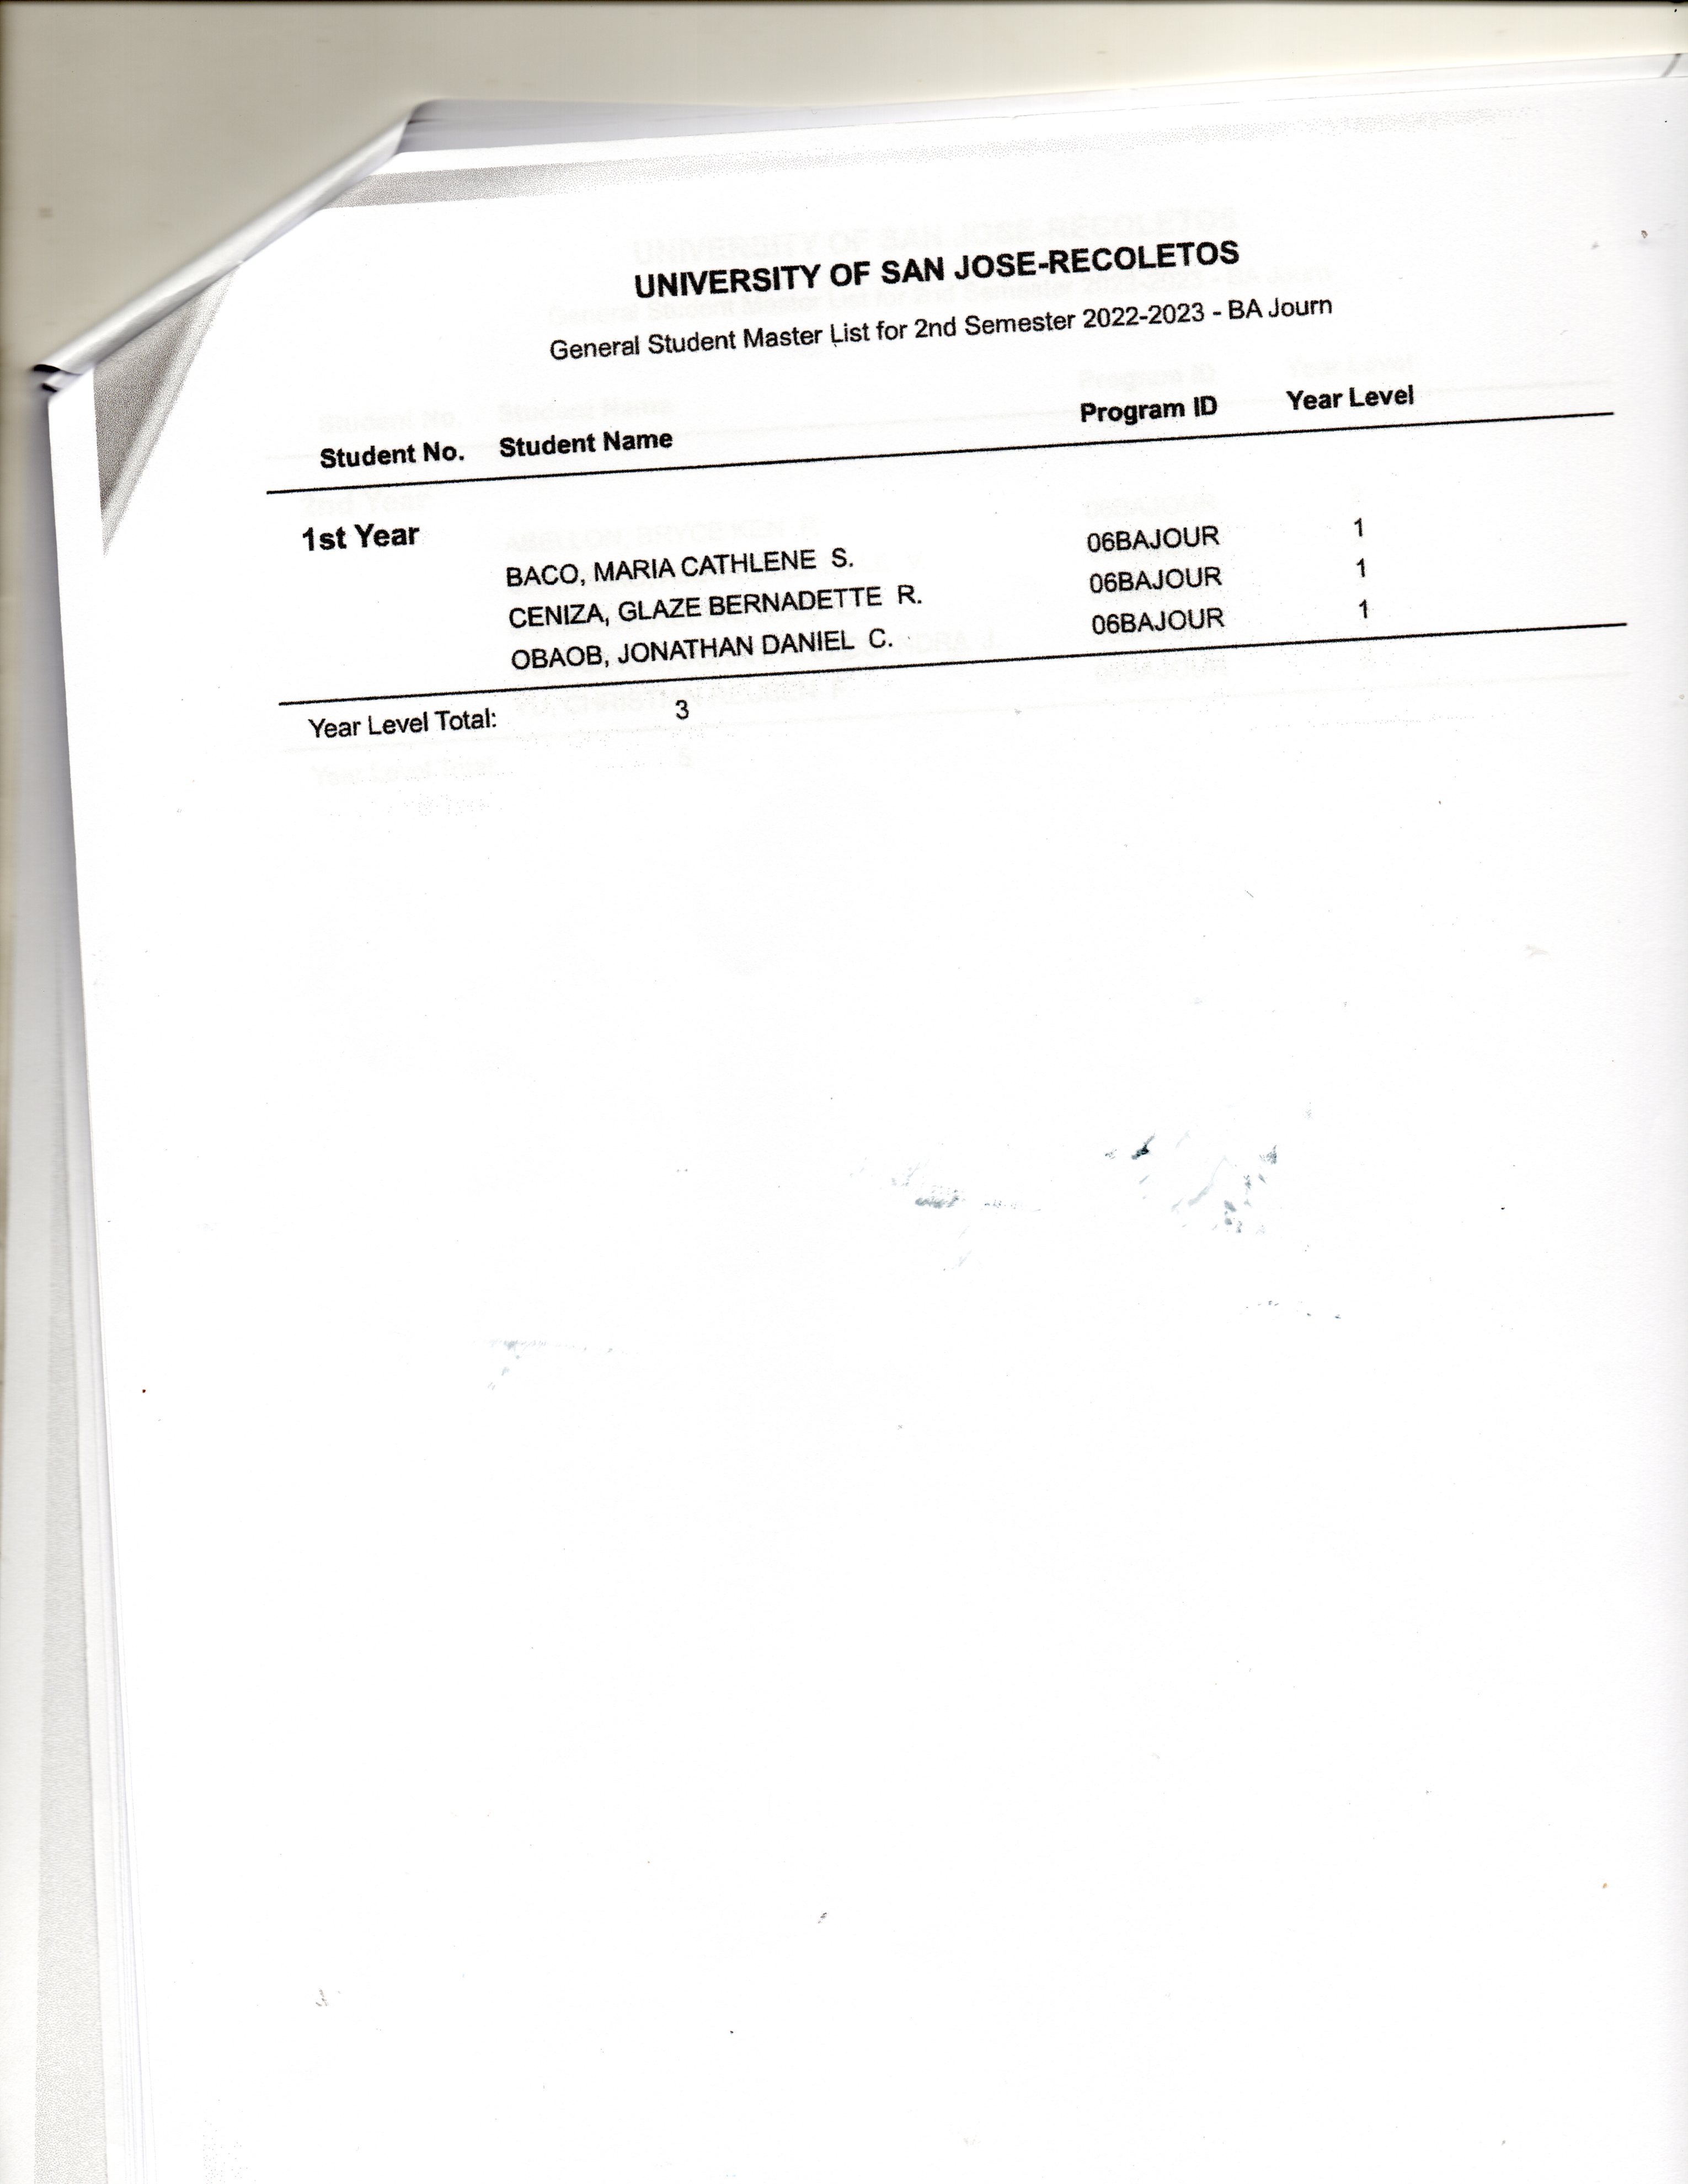 UNIVERSITY OF SAN JOSE-RECOLETOS
General Student Master List for 2nd Semester 2022-2023 - BA Journ
Student No. Student Name Program ID Year Level
1st Year
BACO, MARIA CATHLENE S. 06BAJOUR 1
CENIZA, GLAZE BERNADETTE R. 06BAJOUR 1
OBAOB, JONATHAN DANIEL C. 06BAJOUR 1
Year Level Total: 3